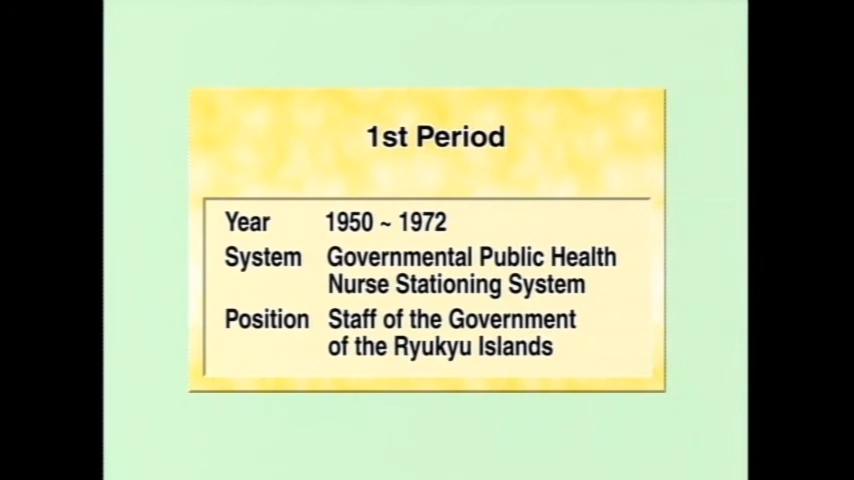 1st Period
Year 1950 ~ 1972
System Governmental Public Health
Nurse Stationing System
Position Staff of the Government
of the Ryukyu Islands